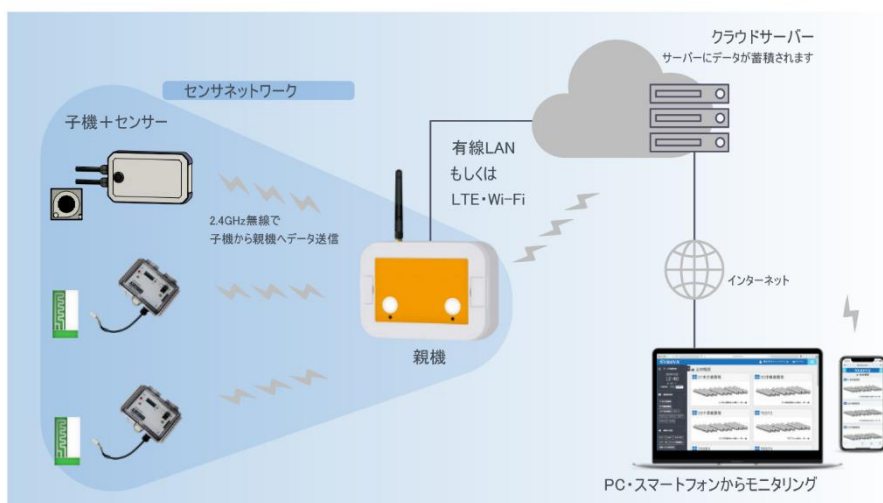 クラウドサーバー
サーバーにデータが蓄積されます
センサネットワーク
子機＋センサー
有線LAN
もしくは
LTE・Wi-Fi
2.4GHz無線で
子機から親機へデータ送信
インターネット
親機
PC・スマートフォンからモニタリング